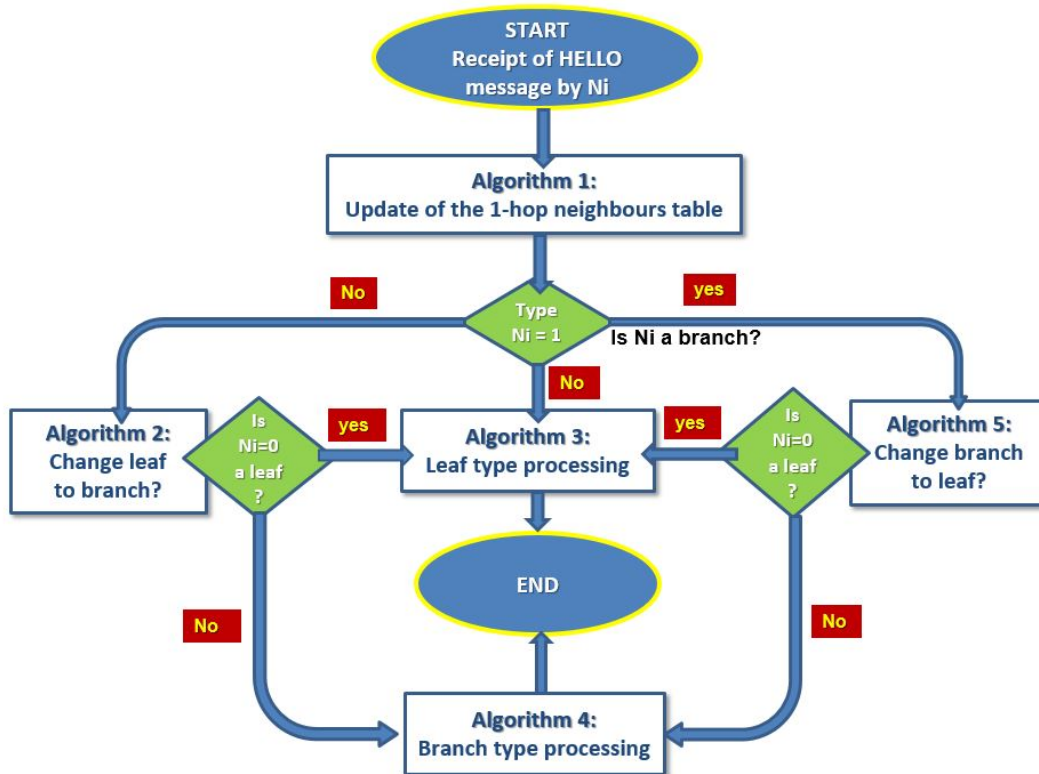 START
Receipt of HELLO
message by Ni
Algorithm 1:
Update of the 1-hop neighbours table
No
yes
Type
Ni = 1
Is Ni a branch?
No
Algorithm 2:
Change leaf
to branch?
Is
Ni=0
a leaf
?
yes
Algorithm 3:
Leaf type processing
yes
Is
Ni=0
a leaf
?
Algorithm 5:
Change branch
to leaf?
END
No
No
Algorithm 4:
Branch type processing